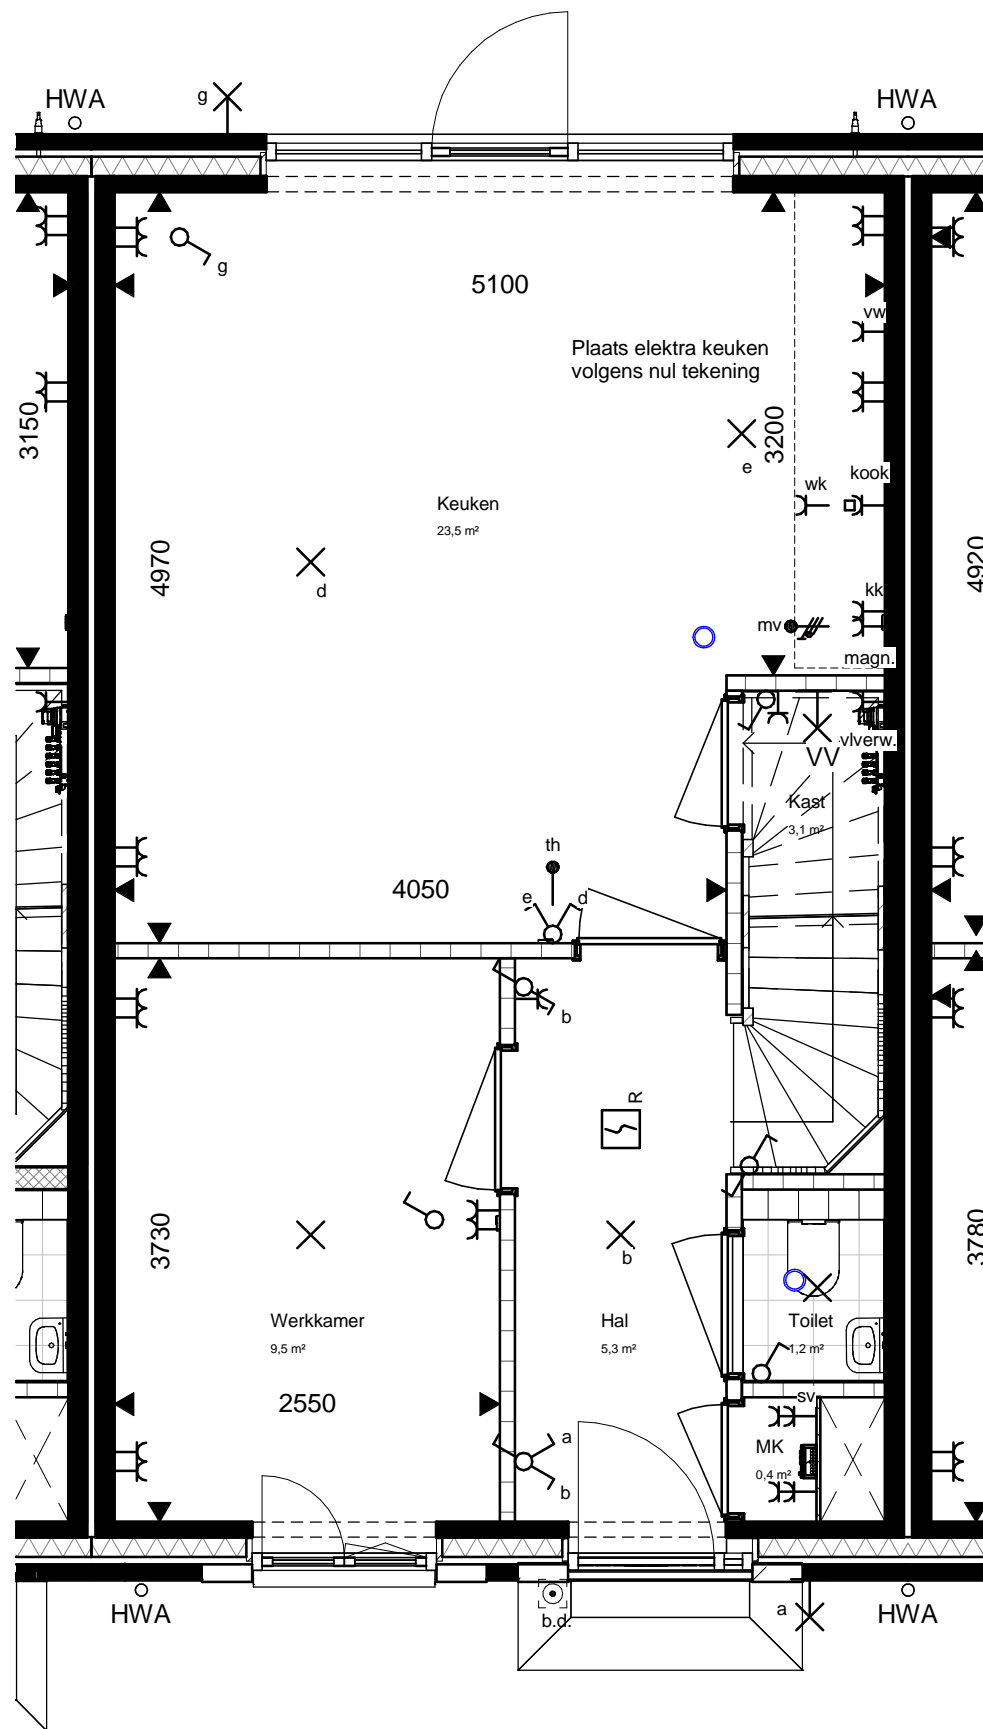 g
HWA
HWA
g
5100
vw
Plaats elektra keuken
volgens nul tekening
3150
3200
e
kook
wk
Keuken
23,5 m²
4970
4920
d
kk
mv
magn.
vlverw.
VV
Kast
3,1 m²
th
4050
e
d
b
R
3730
3780
b
Werkkamer
9,5 m²
Hal
5,3 m²
Toilet
1,2 m²
2550
sv
a
MK
0,4 m²
b
HWA
b.d.
a
HWA